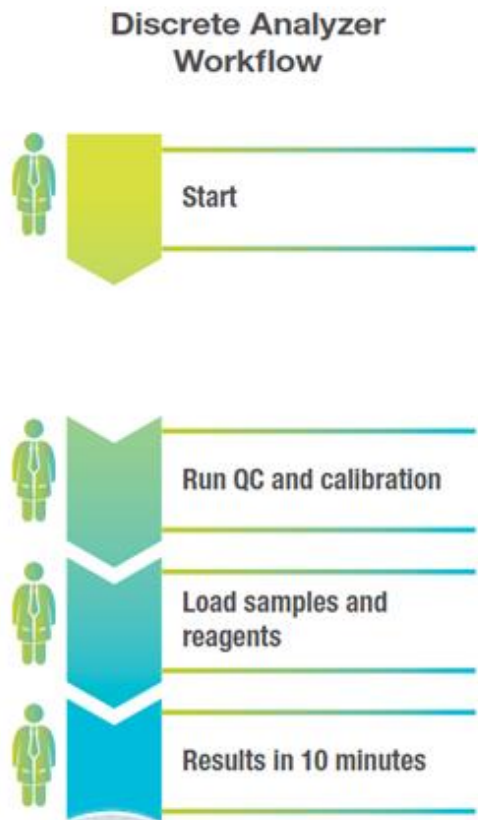 Discrete Analyzer
Workflow
Start
Run QC and calibration
Load samples and
reagents
Results in 10 minutes